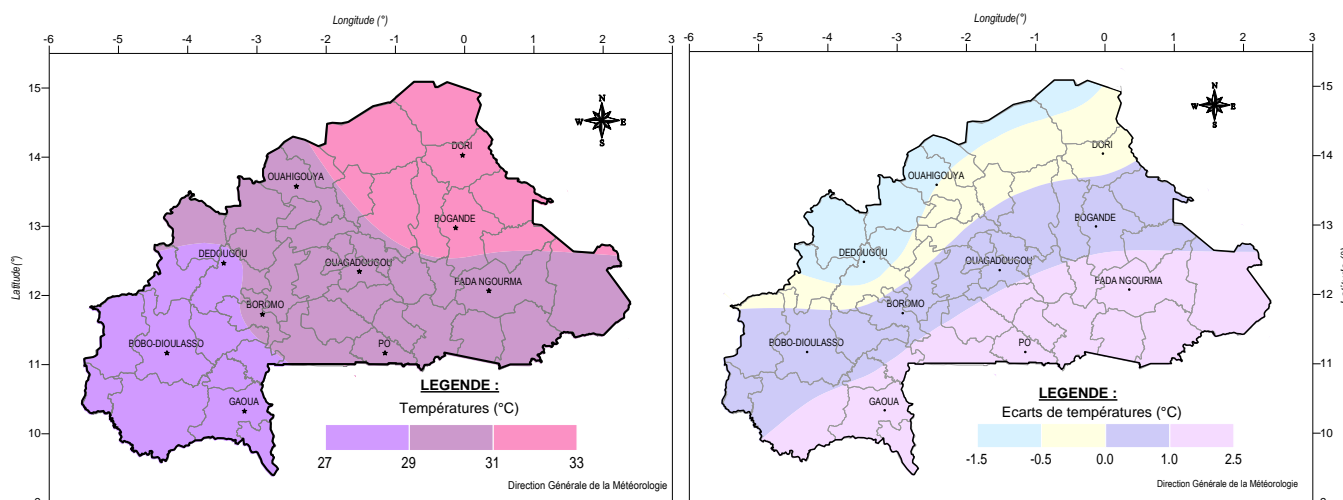 Longitude (°)
-6 -5 -4 -3 -2 -1 0 1 2 3
15
14
13
12
11
10
Latitude(°)
N
W E
S
DORI
OUAHIGOUYA
BOGANDE
DEDOUGOU
OUAGADOUGOU
FADA NGOURMA
BOROMO
BOBO-DIOULASSO
PO
GAOUA
LEGENDE :
Températures (°C)
27 29 31 33
Direction Générale de la Météorologie
Longitude(°)
-6 -5 -4 -3 -2 -1 0 1 2 3
15
14
13
12
11
10
N
W E
S
DORI
OUAHIGOUYA
BOGANDE
DEDOUGOU
OUAGADOUGOU
FADA NGOURMA
BOROMO
BOBO-DIOULASSO
PO
GAOUA
LEGENDE :
Ecarts de températures (°C)
-1.5 -0.5 0.0 1.0 2.5
Direction Générale de la Météorologie